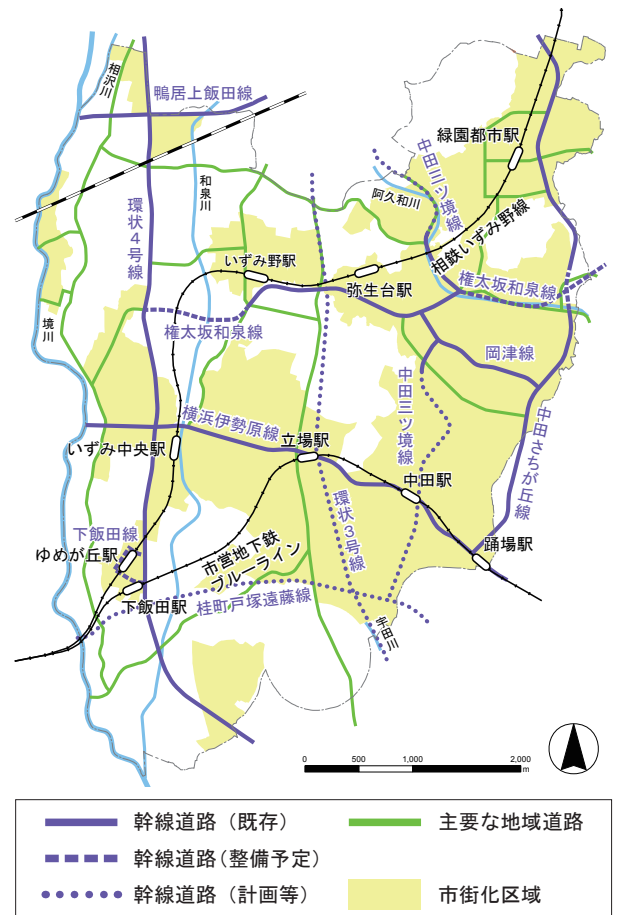 相沢川
鴨居上飯田線
緑園都市駅
中田三ツ境線
和泉川
阿久和川
環状4号線
相鉄いずみ野線
いずみ野駅
弥生台駅
権太坂和泉線
境川
権太坂和泉線
岡津線
中田三ツ境線
横浜伊勢原線
立場駅
いずみ中央駅
中田さちが丘線
中田駅
環状3号線
下飯田線
ゆめが丘駅
市営地下鉄
ブルーライン
踊場駅
下飯田駅
桂町戸塚遠藤線
宇田川
0 500 1,000 2,000
m
幹線道路（既存）
主要な地域道路
幹線道路(整備予定)
幹線道路（計画等）
市街化区域